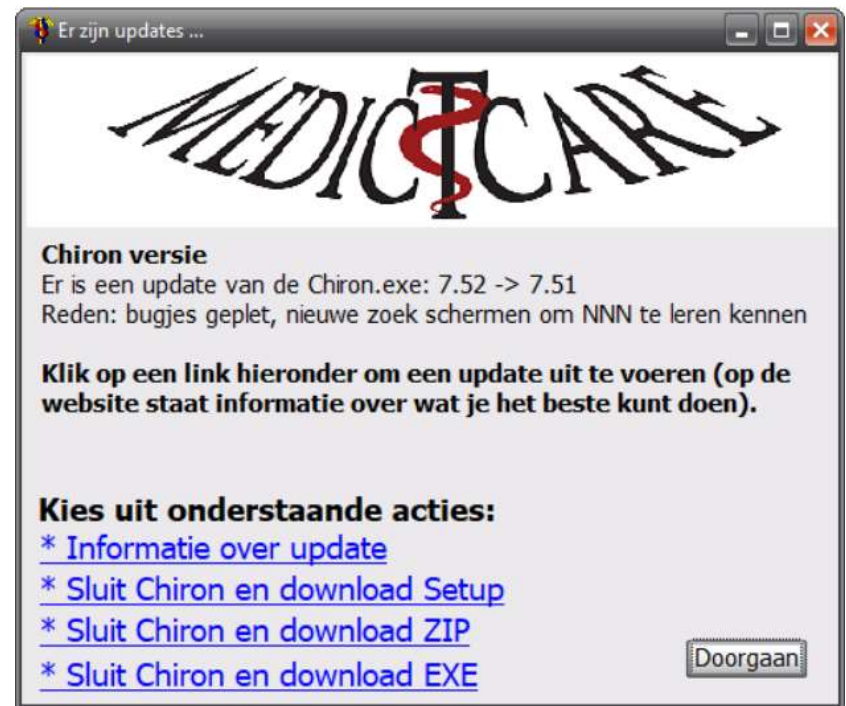 Er zijn updates ...
MEDICTCARE
Chiron versie
Er is een update van de Chiron.exe: 7.52 -> 7.51
Reden: bugjes geplet, nieuwe zoek schermen om NNN te leren kennen
Klik op een link hieronder om een update uit te voeren (op de
website staat informatie over wat je het beste kunt doen).
Kies uit onderstaande acties:
* Informatie over update
* Sluit Chiron en download Setup
* Sluit Chiron en download ZIP
* Sluit Chiron en download EXE
Doorgaan